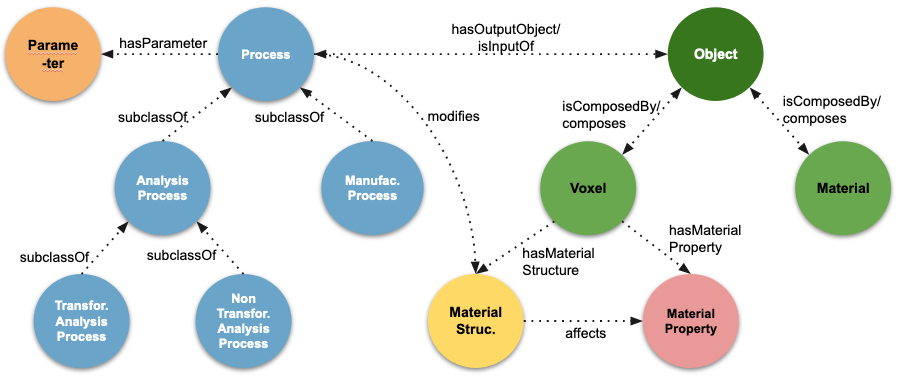 Parame
-ter
hasParameter
Process
hasOutputObject/
isInputOf
Object
subclassOf
subclassOf
modifies
isComposedBy/
composes
isComposedBy/
composes
Analysis
Process
Manufac.
Process
Voxel
Material
subclassOf
subclassOf
hasMaterial
Structure
hasMaterial
Property
Transfor.
Analysis
Process
Non
Transfor.
Analysis
Process
Material
Struc.
affects
Material
Property